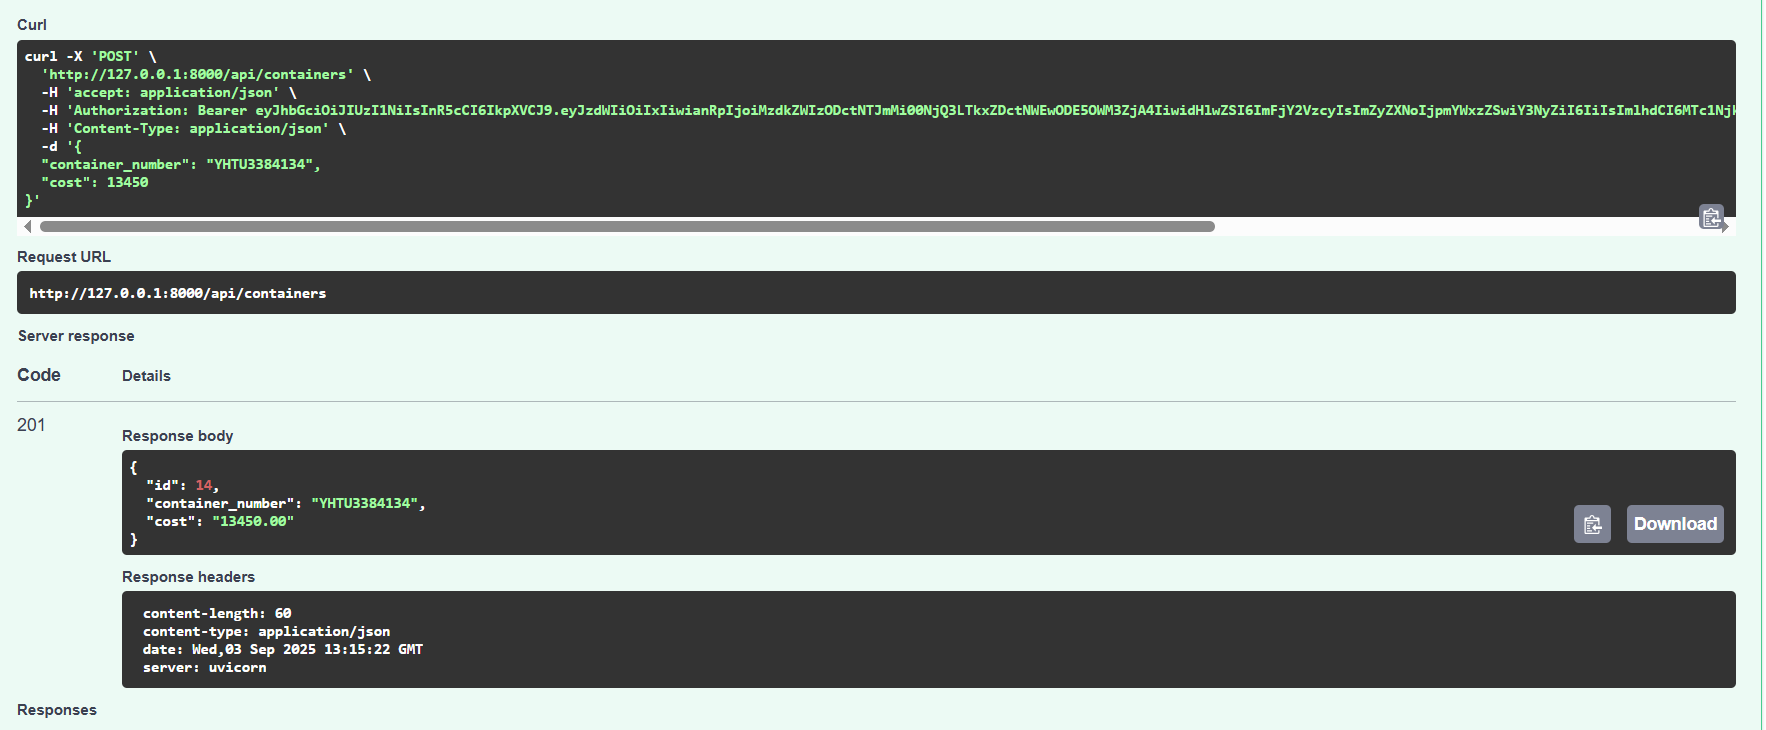 Curl
curl -X 'POST' \
'http://127.0.0.1:8000/api/containers' \
-H 'accept: application/json' \
-H 'Authorization: Bearer eyJhbGciOiJIUzI1NiIsInR5cCI6IkpXVCJ9.eyJzdWIiOiIxIiwianRpIjoiMzdkZWIzODctNTJmMi00NjQ3LTkxZDctNWEwODE5OWM3ZjA4IiwidHlwZSI6ImFjY2VzcyIsImZyZXNoIjpmYWxzZSwiY3NyZiI6IiIsImlhdCI6MTc1Njk
-H 'Content-Type: application/json' \
-d '{
"container_number": "YHTU3384134",
"cost": 13450
}'
Request URL
http://127.0.0.1:8000/api/containers
Server response
Code Details
201
Response body
{
"id": 14,
"container_number": "YHTU3384134",
"cost": "13450.00"
}
Download
Response headers
content-length: 60
content-type: application/json
date: Wed,03 Sep 2025 13:15:22 GMT
server: uvicorn
Responses